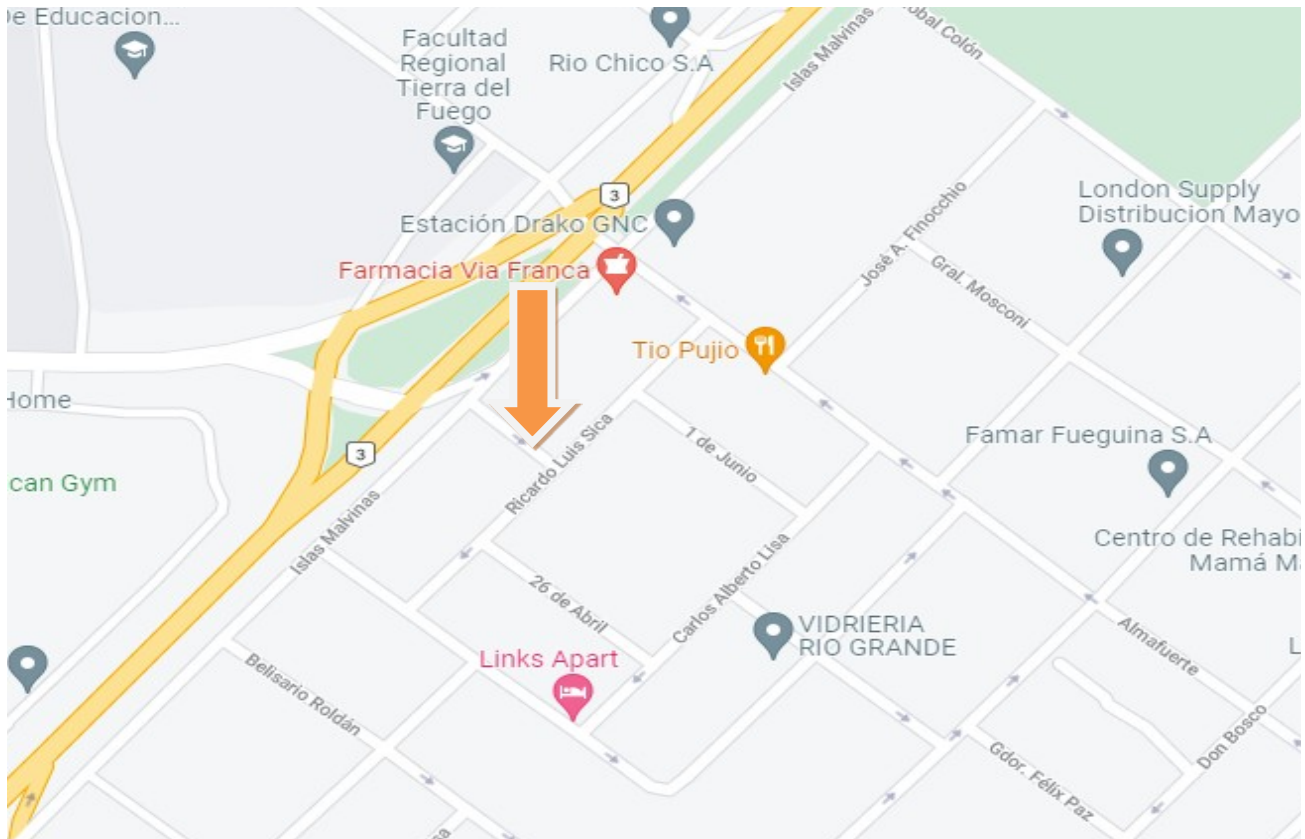 e Educacion...
Facultad
Regional
Tierra del
Fuego
Rio Chico S.A
Islas Malvinas
obal Colón
3
Estación Drako GNC
Farmacia Via Franca
José A. Finocchio
London Supply
Distribucion Mayo
Gral. Mosconi
Tio Pujio
Home
3
Ricardo Luis Sica
1 de Junio
Famar Fueguina S.A
can Gym
Islas Malvinas
Centro de Rehabi
Mamá Ma
26 de Abril
Carlos Alberto Lisa
VIDRIERIA
RIO GRANDE
Almafuerte
L
Links Apart
Belisario Roldán
Don Bosco
Gdor. Félix Paz
sa